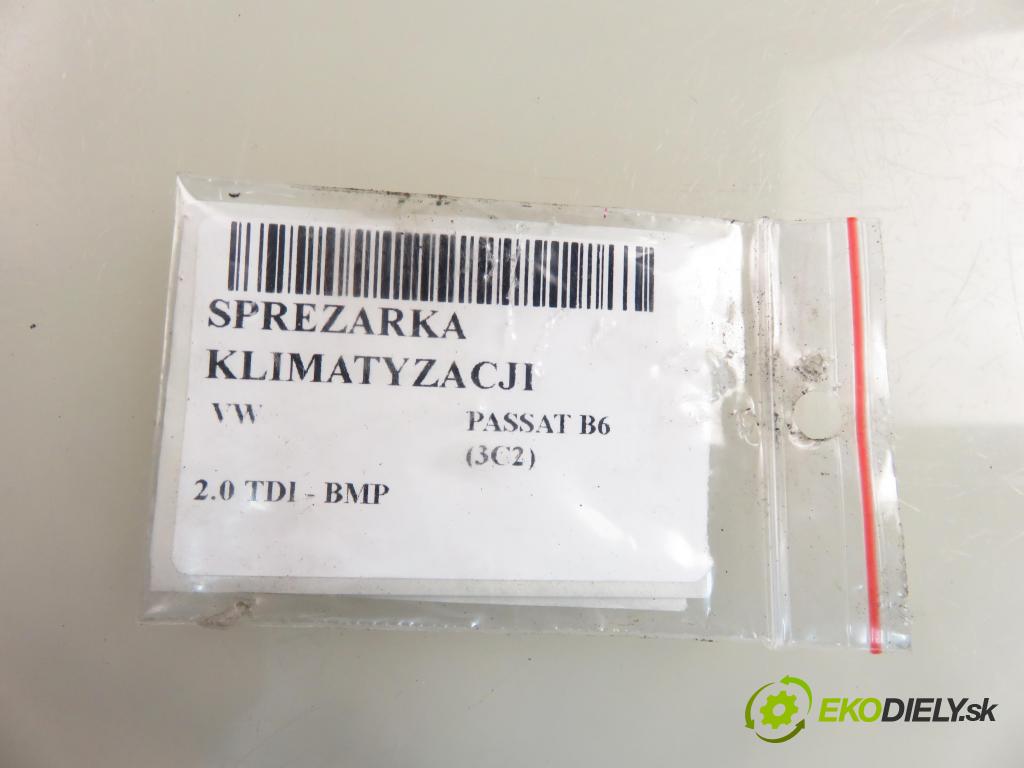 SPREZARKA
KLIMATYZACJI
VW PASSAT B6
(3C2)
2.0 TDI - BMP
EKODIELY.sk